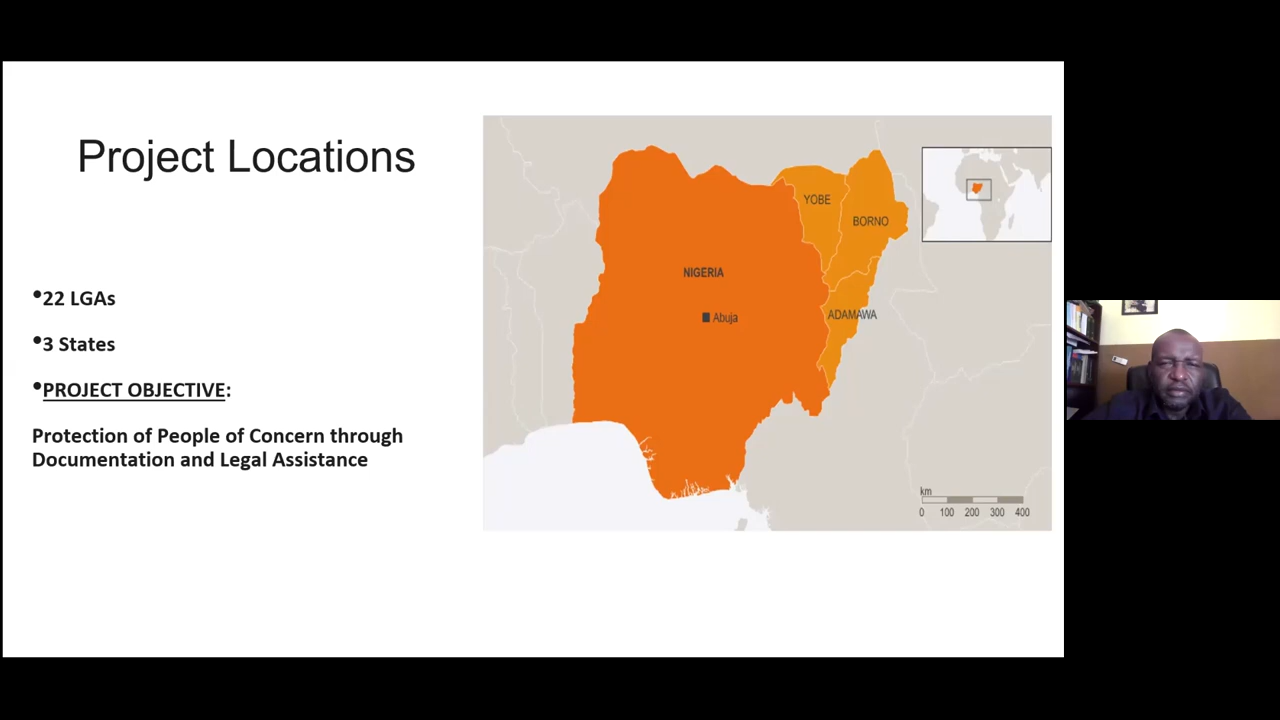 Project Locations
•22 LGAs
•3 States
•PROJECT OBJECTIVE:
Protection of People of Concern through
Documentation and Legal Assistance
YOBE
BORNO
NIGERIA
Abuja
ADAMAWA
km
0 100 200 300 400